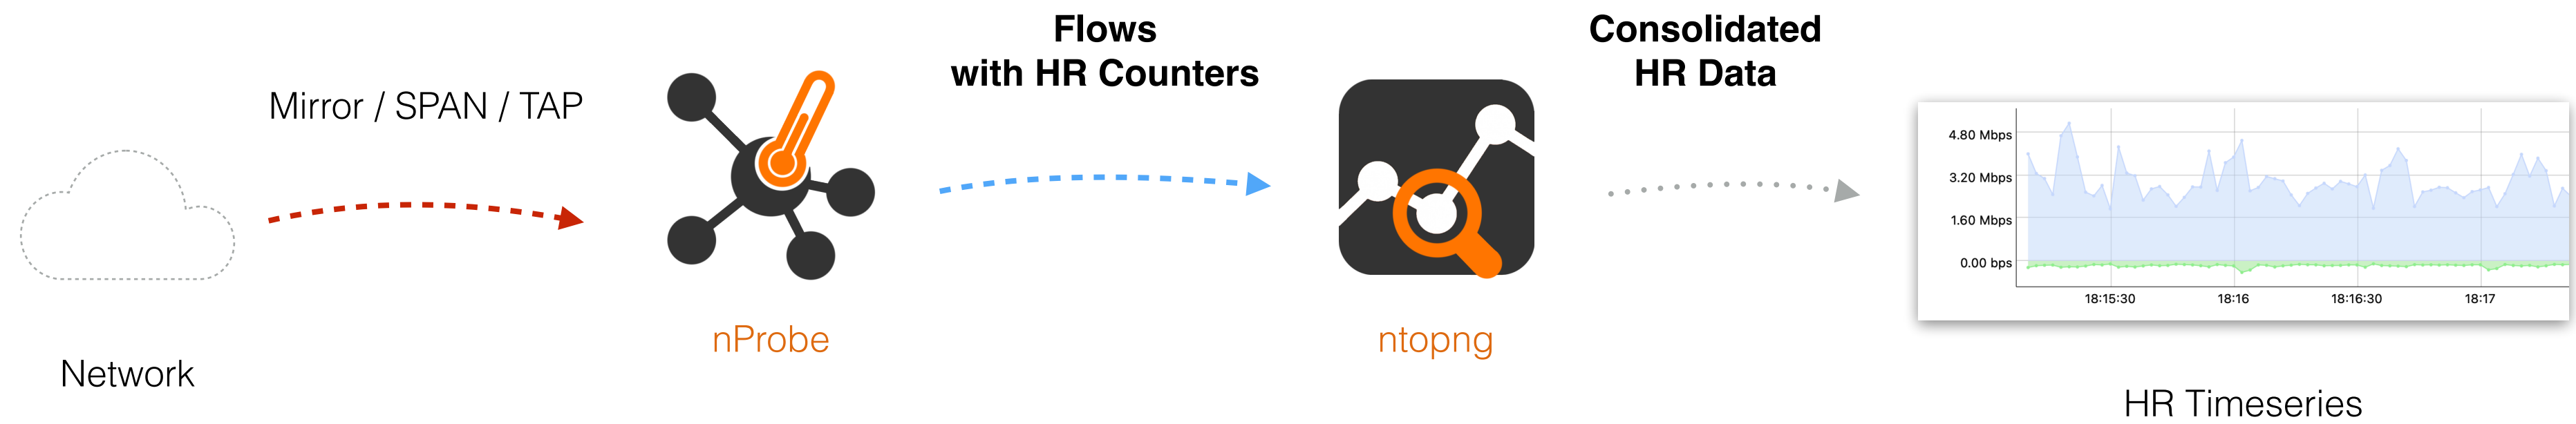 Flows
with HR Counters
Consolidated
HR Data
Mirror / SPAN / TAP
4.80 Mbps
3.20 Mbps
1.60 Mbps
0.00 bps
18:15:30
18:16
18:16:30
18:17
nProbe
ntopng
Network
HR Timeseries